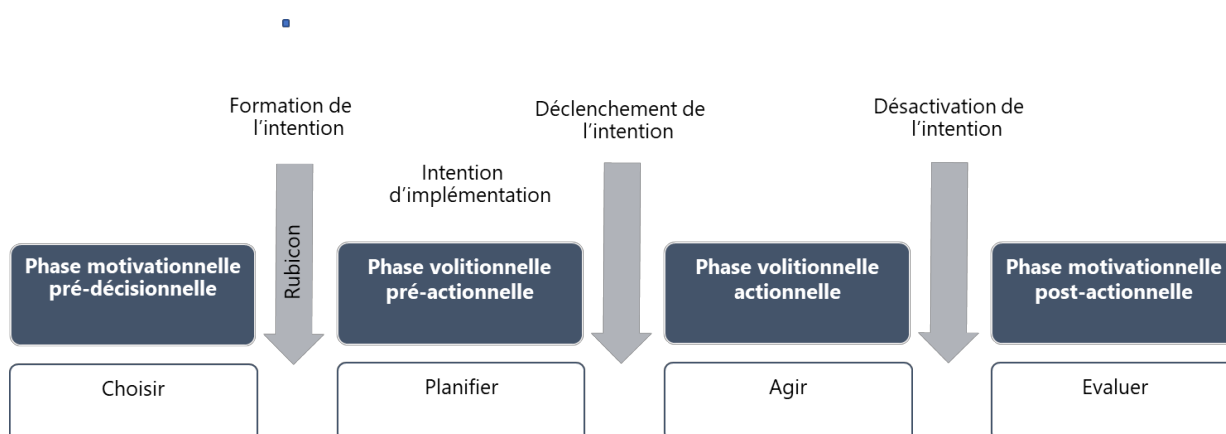 Formation de
l'intention
Déclenchement de
l'intention
Désactivation de
l'intention
Intention
d'implémentation
Rubicon
Phase motivationnelle
pré-décisionnelle
Phase volitionnelle
pré-actionnelle
Phase volitionnelle
actionnelle
Phase motivationnelle
post-actionnelle
Choisir
Planifier
Agir
Evaluer